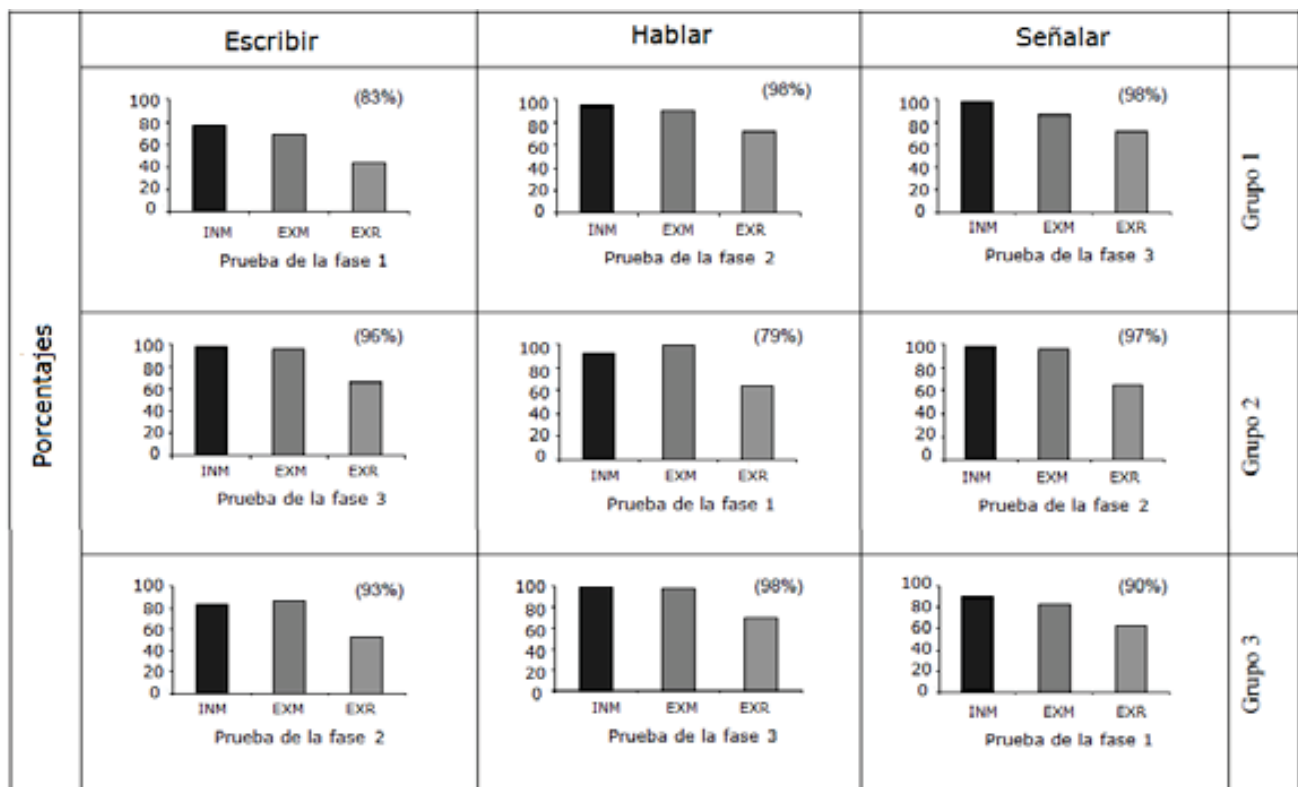 Escribir Hablar Señalar
Porcentajes
Grupo 1
(83%)
100
80
60
40
20
0
INM EXM EXR
Prueba de la fase 1
(98%)
100
80
60
40
20
0
INM EXM EXR
Prueba de la fase 2
(98%)
100
80
60
40
20
0
INM EXM EXR
Prueba de la fase 3
Grupo 2
(96%)
100
80
60
40
20
0
INM EXM EXR
Prueba de la fase 3
(79%)
100
80
60
40
20
0
INM EXM EXR
Prueba de la fase 1
(97%)
100
80
60
40
20
0
INM EXM EXR
Prueba de la fase 2
Grupo 3
(93%)
100
80
60
40
20
0
INM EXM EXR
Prueba de la fase 2
(98%)
100
80
60
40
20
0
INM EXM EXR
Prueba de la fase 3
(90%)
100
80
60
40
20
0
INM EXM EXR
Prueba de la fase 1